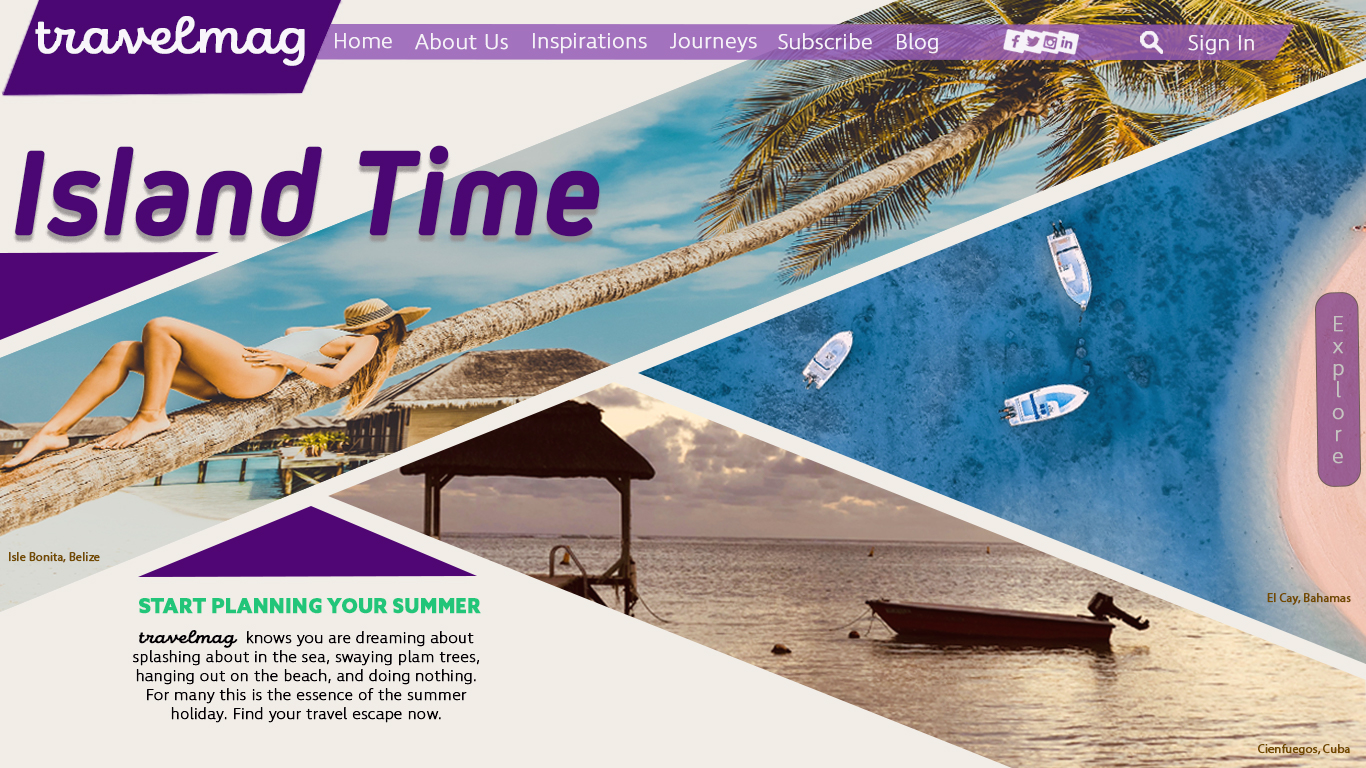 travelmag
Home About Us Inspirations Journeys Subscribe Blog Sign In
Island Time
Explore
Isle Bonita, Belize
El Cay, Bahamas
START PLANNING YOUR SUMMER
travelmag knows you are dreaming about
splashing about in the sea, swaying plam trees,
hanging out on the beach, and doing nothing.
For many this is the essence of the summer
holiday. Find your travel escape now.
Cienfuegos, Cuba